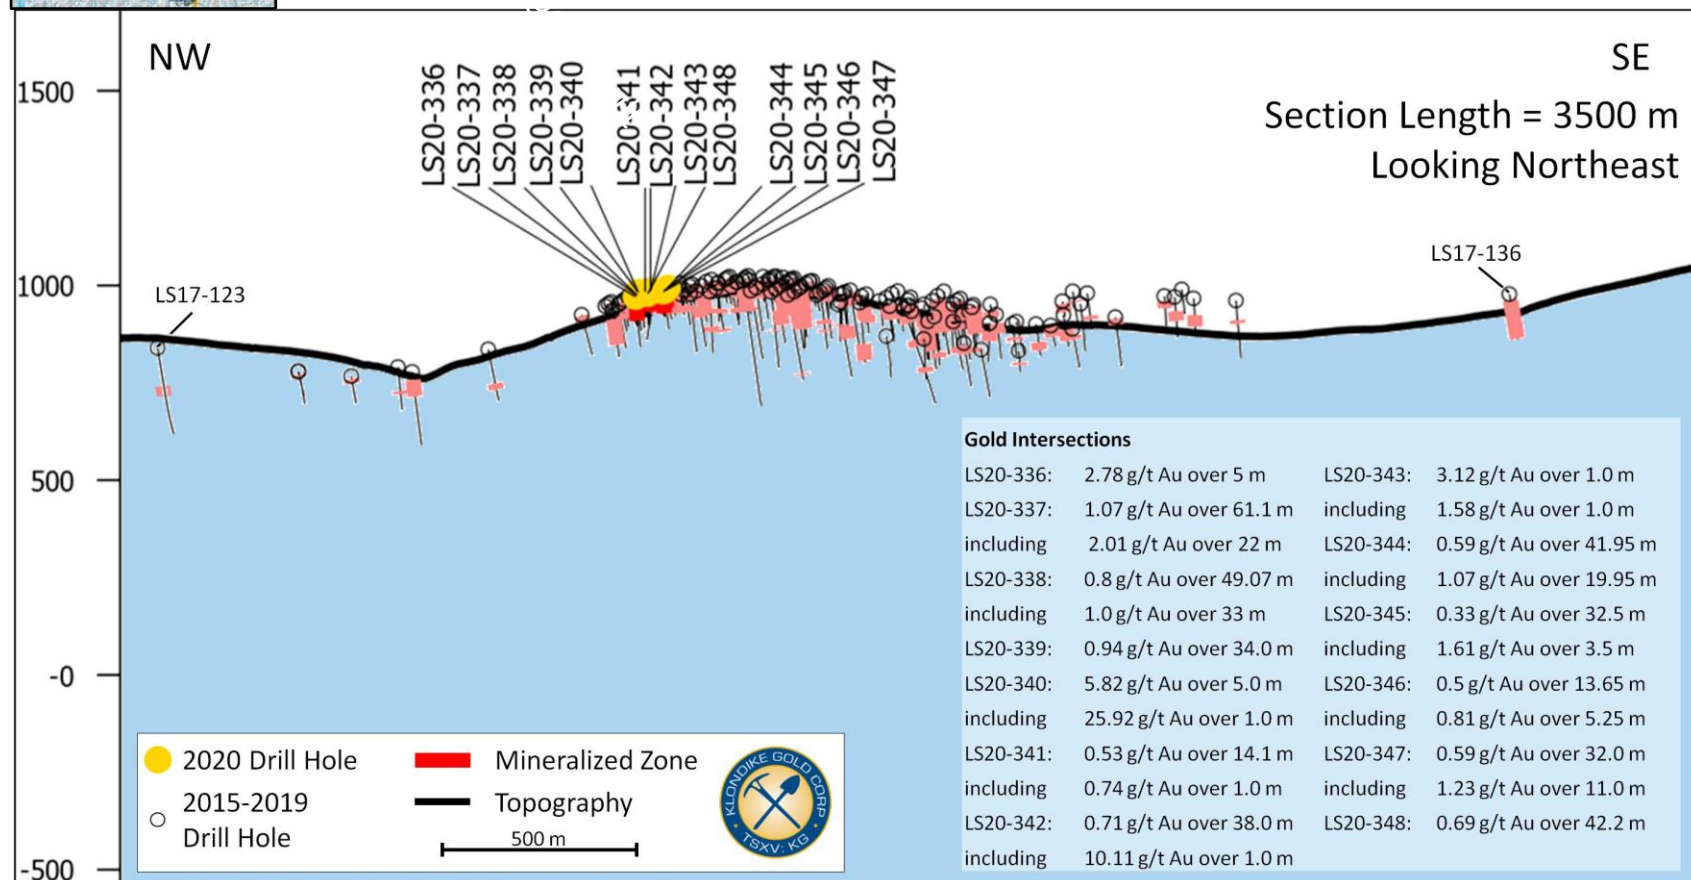 NW
SE
Section Length = 3500 m
Looking Northeast
LS20-336
LS20-337
LS20-338
LS20-339
LS20-340
LS20-341
LS20-342
LS20-343
LS20-348
LS20-344
LS20-345
LS20-346
LS20-347
1500
1000
500
-0
-500
LS17-123
LS17-136
Gold Intersections
LS20-336: 2.78 g/t Au over 5 m
LS20-337: 1.07 g/t Au over 61.1 m
including 2.01 g/t Au over 22 m
LS20-338: 0.8 g/t Au over 49.07 m
including 1.0 g/t Au over 33 m
LS20-339: 0.94 g/t Au over 34.0 m
LS20-340: 5.82 g/t Au over 5.0 m
including 25.92 g/t Au over 1.0 m
LS20-341: 0.53 g/t Au over 14.1 m
including 0.74 g/t Au over 1.0 m
LS20-342: 0.71 g/t Au over 38.0 m
including 10.11 g/t Au over 1.0 m
LS20-343: 3.12 g/t Au over 1.0 m
including 1.58 g/t Au over 1.0 m
LS20-344: 0.59 g/t Au over 41.95 m
including 1.07 g/t Au over 19.95 m
LS20-345: 0.33 g/t Au over 32.5 m
including 1.61 g/t Au over 3.5 m
LS20-346: 0.5 g/t Au over 13.65 m
including 0.81 g/t Au over 5.25 m
LS20-347: 0.59 g/t Au over 32.0 m
including 1.23 g/t Au over 11.0 m
LS20-348: 0.69 g/t Au over 42.2 m
2020 Drill Hole
2015-2019
Drill Hole
Mineralized Zone
Topography
500 m
KLONDIKE GOLD CORP
TSXV: KG